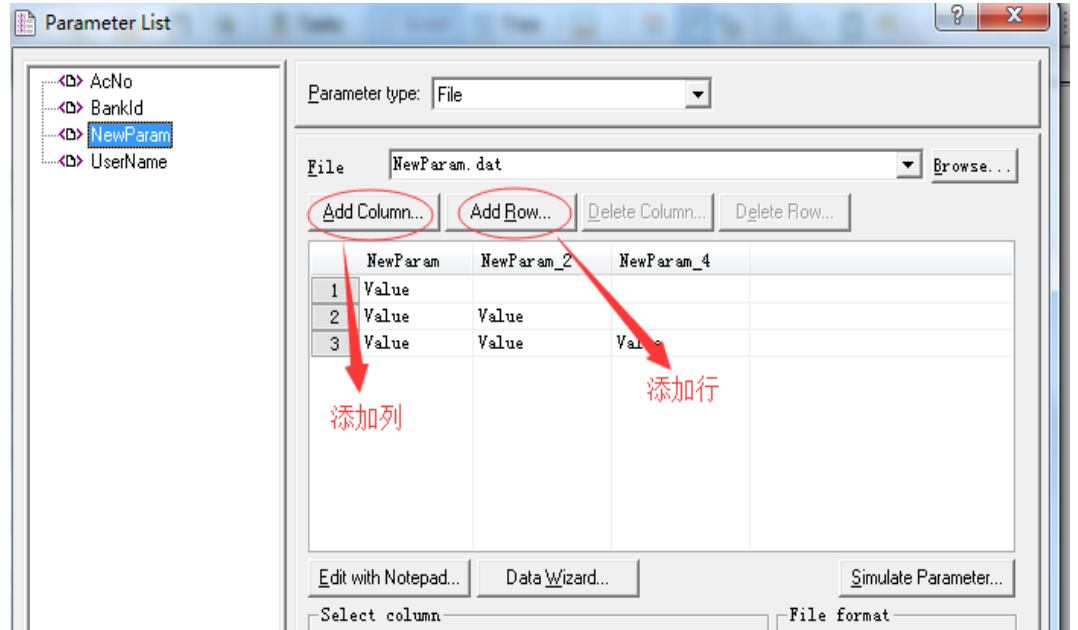 Parameter List
AcNo
BankId
NewParam
UserName
Parameter type: File
File NewParam.dat Browse...
Add Column... Add Row... Delete Column... Delete Row...
NewParam NewParam_2 NewParam_4
1 Value
2 Value Value
3 Value Value Value
添加列
添加行
Edit with Notepad... Data Wizard... Simulate Parameter...
Select column File format